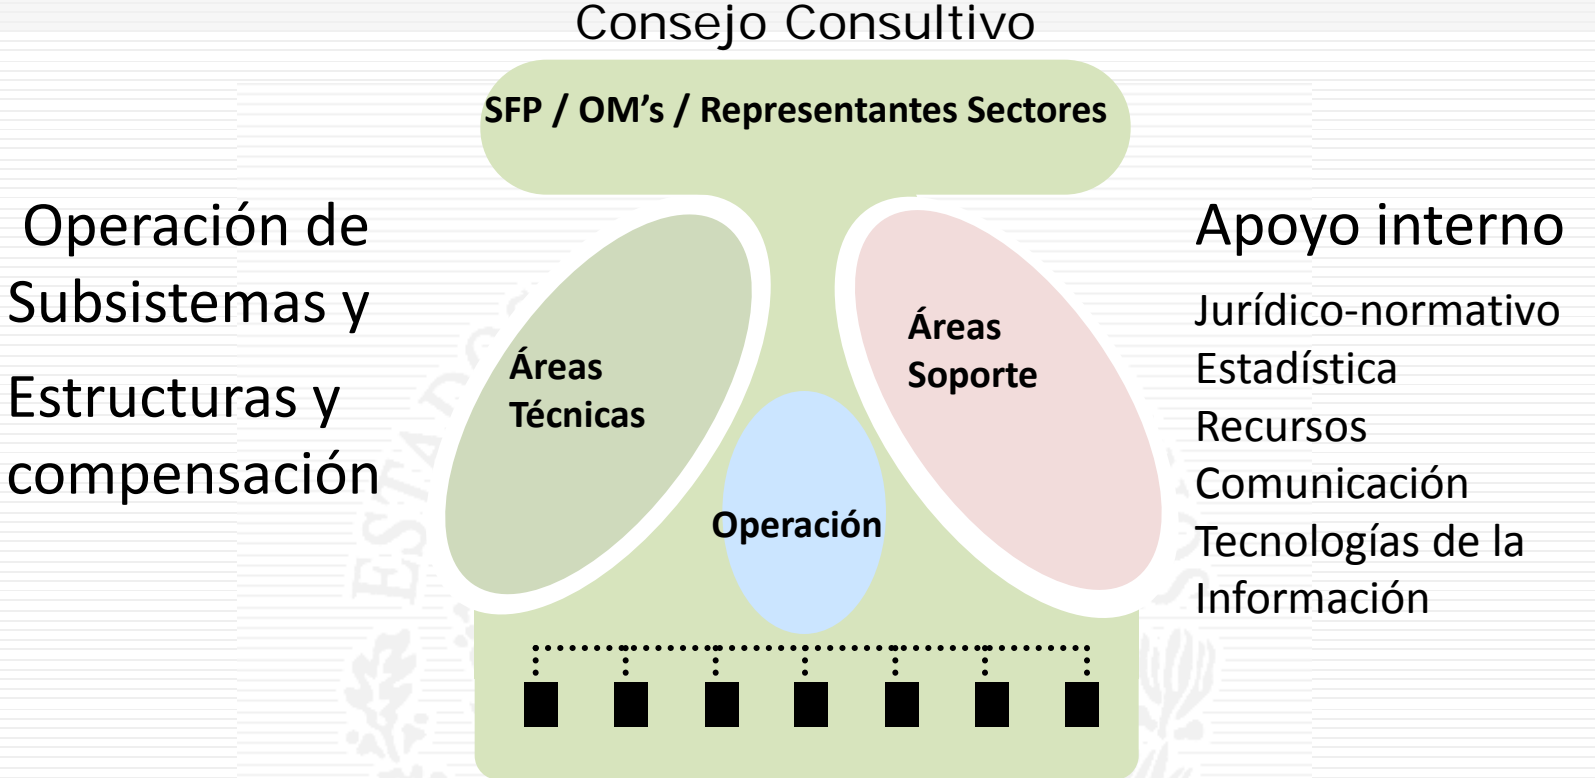 Consejo Consultivo
SFP / OM’s / Representantes Sectores
Operación de
Subsistemas y
Estructuras y
compensación
Áreas
Técnicas
Operación
Áreas
Soporte
Apoyo interno
Jurídico-normativo
Estadística
Recursos
Comunicación
Tecnologías de la
Información